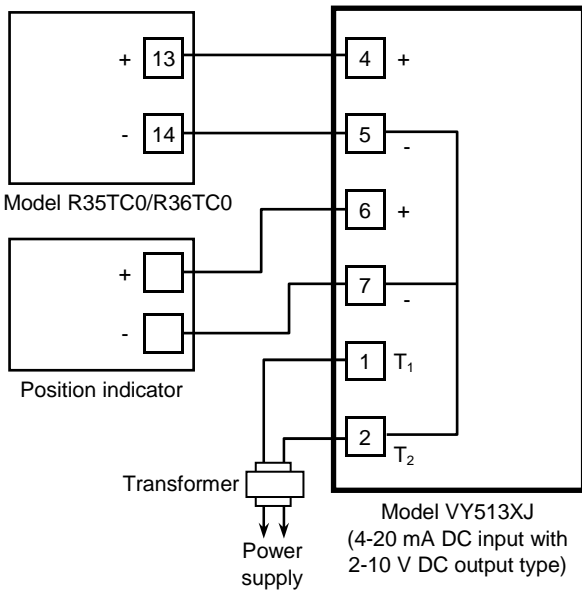 + 13
- 14
Model R35TC0/R36TC0
+
-
Position indicator
4 +
5 -
6 +
7 -
1 T₁
2 T₂
Transformer
Power
supply
Model VY513XJ
(4-20 mA DC input with
2-10 V DC output type)